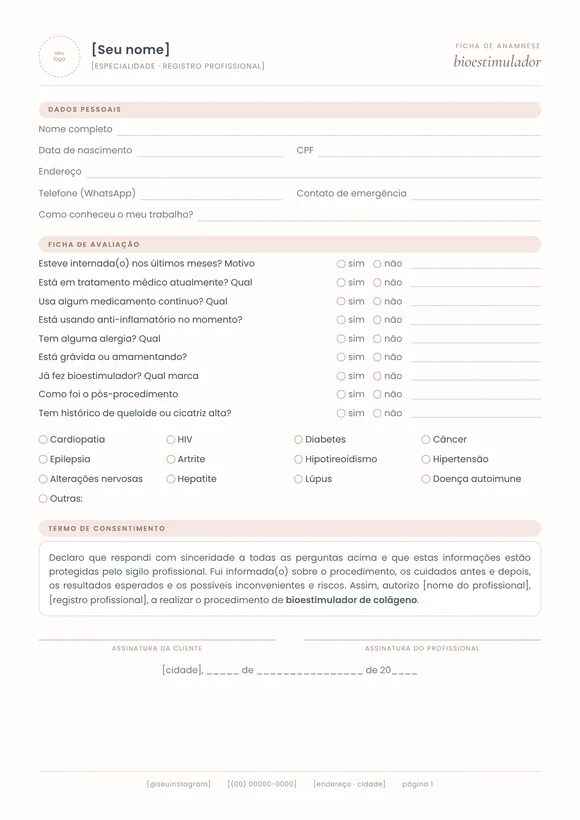 seu
logo
[Seu nome]
[ESPECIALIDADE · REGISTRO PROFISSIONAL]
FICHA DE ANAMNESE
bioestimulador
DADOS PESSOAIS
Nome completo
Data de nascimento CPF
Endereço
Telefone (WhatsApp) Contato de emergência
Como conheceu o meu trabalho?
FICHA DE AVALIAÇÃO
Esteve internada(o) nos últimos meses? Motivo sim não
Está em tratamento médico atualmente? Qual sim não
Usa algum medicamento contínuo? Qual sim não
Está usando anti-inflamatório no momento? sim não
Tem alguma alergia? Qual sim não
Está grávida ou amamentando? sim não
Já fez bioestimulador? Qual marca sim não
Como foi o pós-procedimento sim não
Tem histórico de queloide ou cicatriz alta? sim não
Cardiopatia HIV Diabetes Câncer
Epilepsia Artrite Hipotireoidismo Hipertensão
Alterações nervosas Hepatite Lúpus Doença autoimune
Outras:
TERMO DE CONSENTIMENTO
Declaro que respondi com sinceridade a todas as perguntas acima e que estas informações estão
protegidas pelo sigilo profissional. Fui informada(o) sobre o procedimento, os cuidados antes e depois,
os resultados esperados e os possíveis inconvenientes e riscos. Assim, autorizo [nome do profissional],
[registro profissional], a realizar o procedimento de bioestimulador de colágeno.
ASSINATURA DA CLIENTE ASSINATURA DO PROFISSIONAL
[cidade], _____ de ________________ de 20____
[@seuinstagram] [(00) 00000-0000] [endereço · cidade] página 1